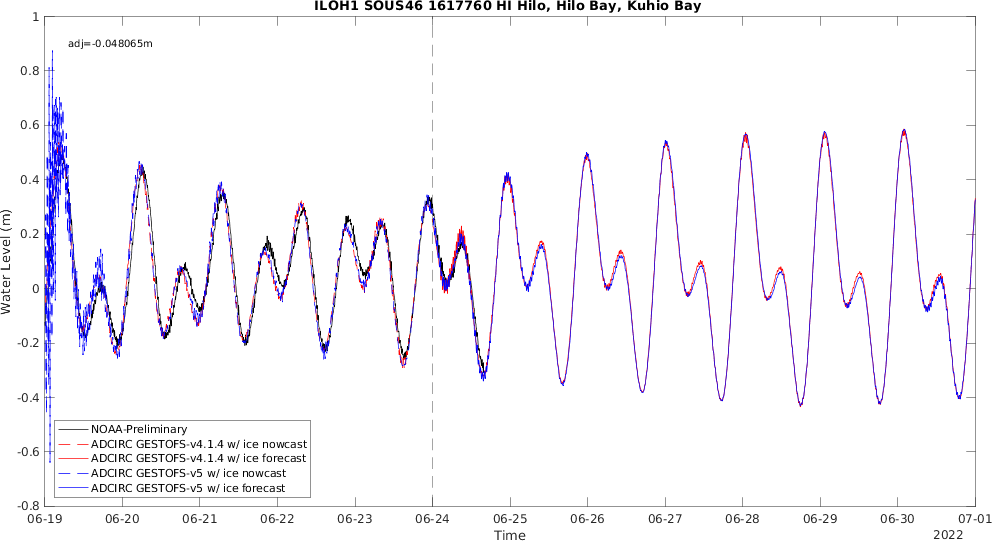 ILOH1 SOUS46 1617760 HI Hilo, Hilo Bay, Kuhio Bay
adj=-0.048065m
1
0.8
0.6
0.4
0.2
0
-0.2
-0.4
-0.6
-0.8
Water Level (m)
NOAA-Preliminary
ADCIRC GESTOFS-v4.1.4 w/ ice nowcast
ADCIRC GESTOFS-v4.1.4 w/ ice forecast
ADCIRC GESTOFS-v5 w/ ice nowcast
ADCIRC GESTOFS-v5 w/ ice forecast
06-19 06-20 06-21 06-22 06-23 06-24 06-25 06-26 06-27 06-28 06-29 06-30 07-01
Time
2022